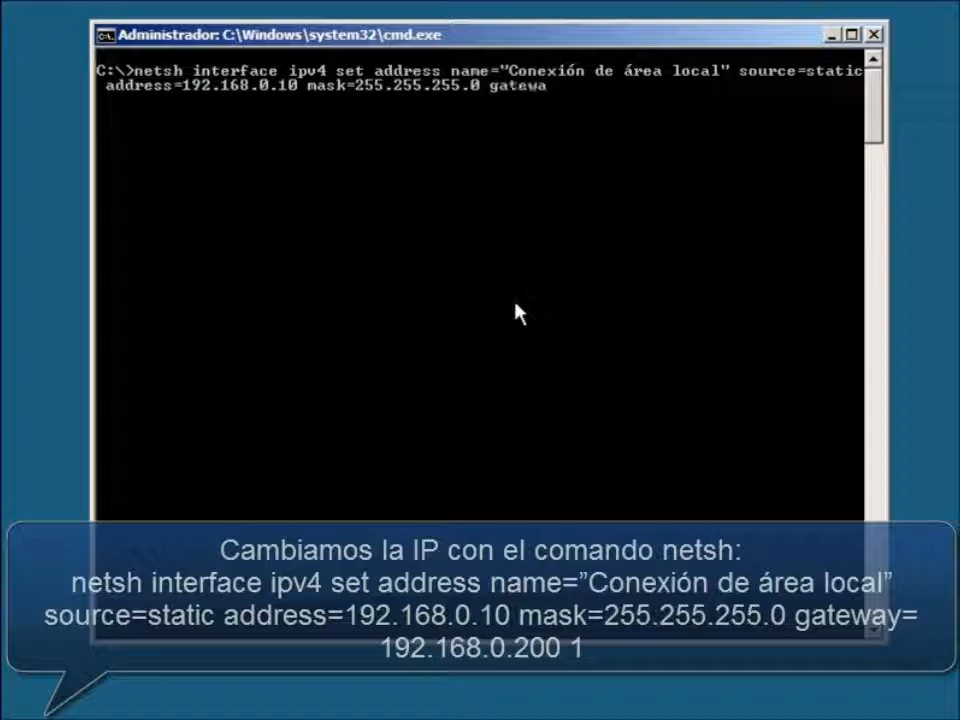 Administrador: C:\Windows\system32\cmd.exe
C:\>netsh interface ipv4 set address name="Conexión de área local" source=static
address=192.168.0.10 mask=255.255.255.0 gatewa
Cambiamos la IP con el comando netsh:
netsh interface ipv4 set address name=”Conexión de área local”
source=static address=192.168.0.10 mask=255.255.255.0 gateway=
192.168.0.200 1